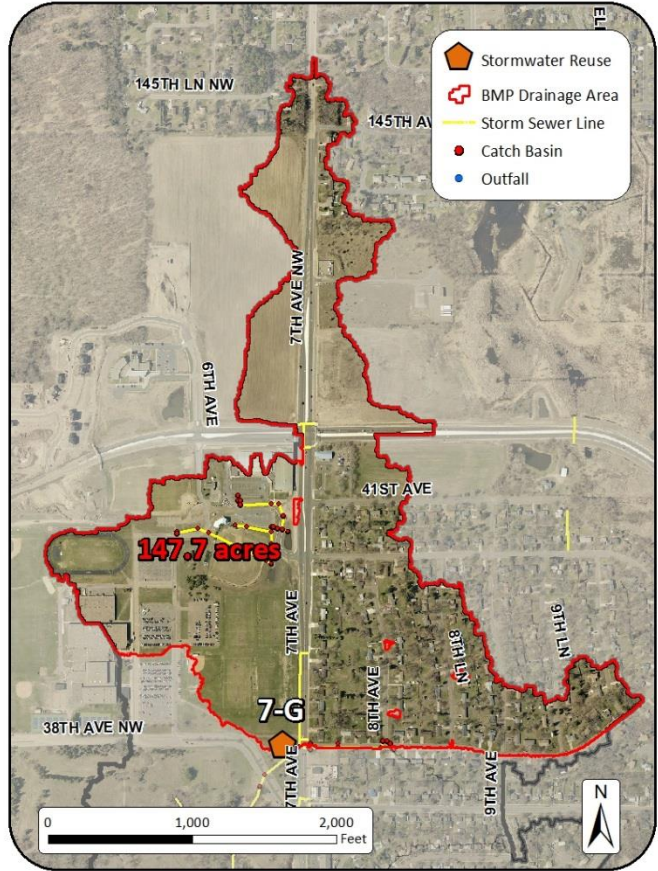 ELI
145TH LN NW
145TH AV
Stormwater Reuse
BMP Drainage Area
Storm Sewer Line
Catch Basin
Outfall
7TH AVE NW
6TH AVE
41ST AVE
147.7 acres
7TH AVE
8TH AVE
8TH LN
9TH LN
7-G
38TH AVE NW
7TH AVE
9TH AVE
0 1,000 2,000
Feet
N